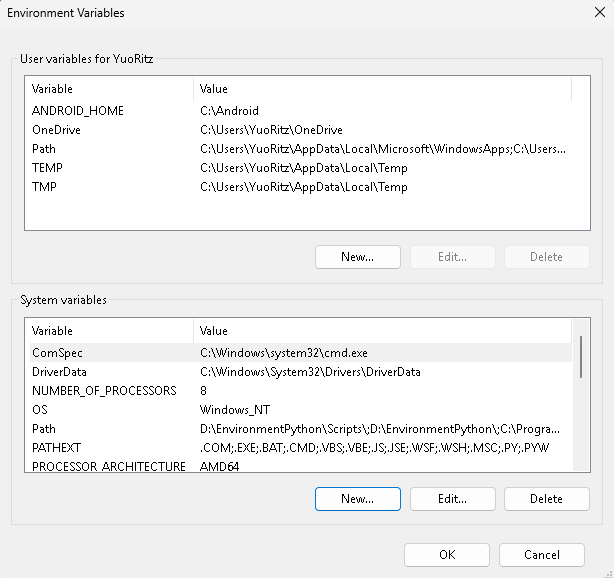 Environment Variables
User variables for YuoRitz
Variable Value
ANDROID_HOME C:\Android
OneDrive C:\Users\YuoRitz\OneDrive
Path C:\Users\YuoRitz\AppData\Local\Microsoft\WindowsApps;C:\Users...
TEMP C:\Users\YuoRitz\AppData\Local\Temp
TMP C:\Users\YuoRitz\AppData\Local\Temp
New... Edit... Delete
System variables
Variable Value
ComSpec C:\Windows\system32\cmd.exe
DriverData C:\Windows\System32\Drivers\DriverData
NUMBER_OF_PROCESSORS 8
OS Windows_NT
Path D:\EnvironmentPython\Scripts\;D:\EnvironmentPython\;C:\Progra...
PATHEXT .COM;.EXE;.BAT;.CMD;.VBS;.VBE;.JS;.JSE;.WSF;.WSH;.MSC;.PY;.PYW
PROCESSOR_ARCHITECTURE AMD64
New... Edit... Delete
OK Cancel